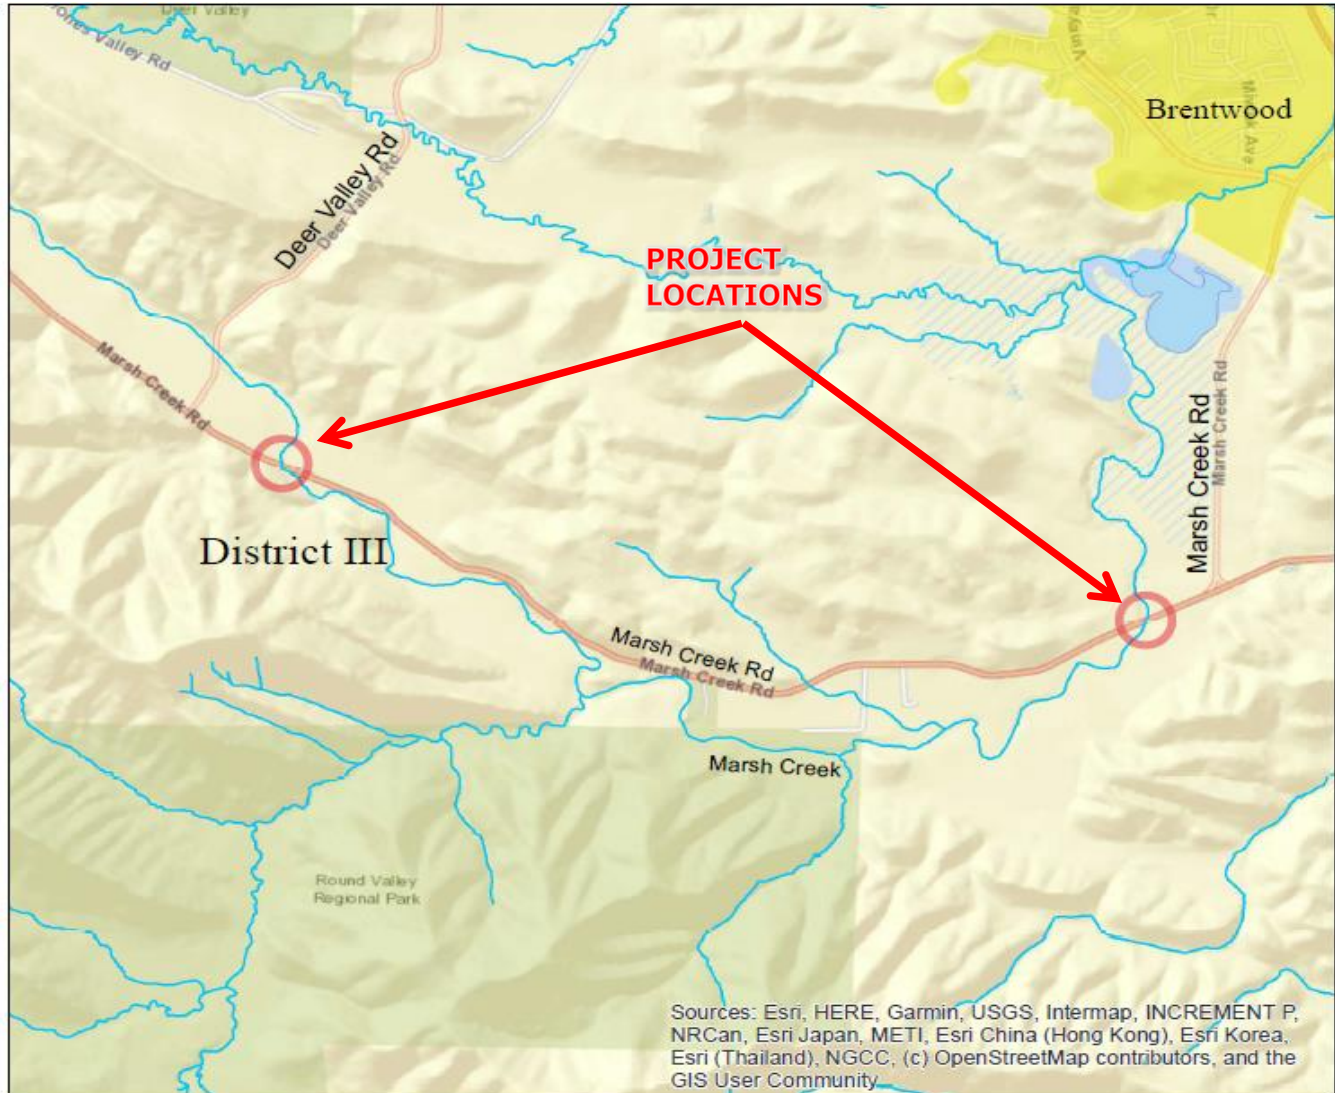 Deer Valley
Jones Valley Rd
Brentwood
Deer Valley Rd
Deer Valley Rd
PROJECT
LOCATIONS
Marsh Creek Rd
Marsh Creek Rd
Marsh Creek Rd
District III
Marsh Creek Rd
Marsh Creek Rd
Marsh Creek
Round Valley
Regional Park
Sources: Esri, HERE, Garmin, USGS, Intermap, INCREMENT P,
NRCan, Esri Japan, METI, Esri China (Hong Kong), Esri Korea,
Esri (Thailand), NGCC, (c) OpenStreetMap contributors, and the
GIS User Community